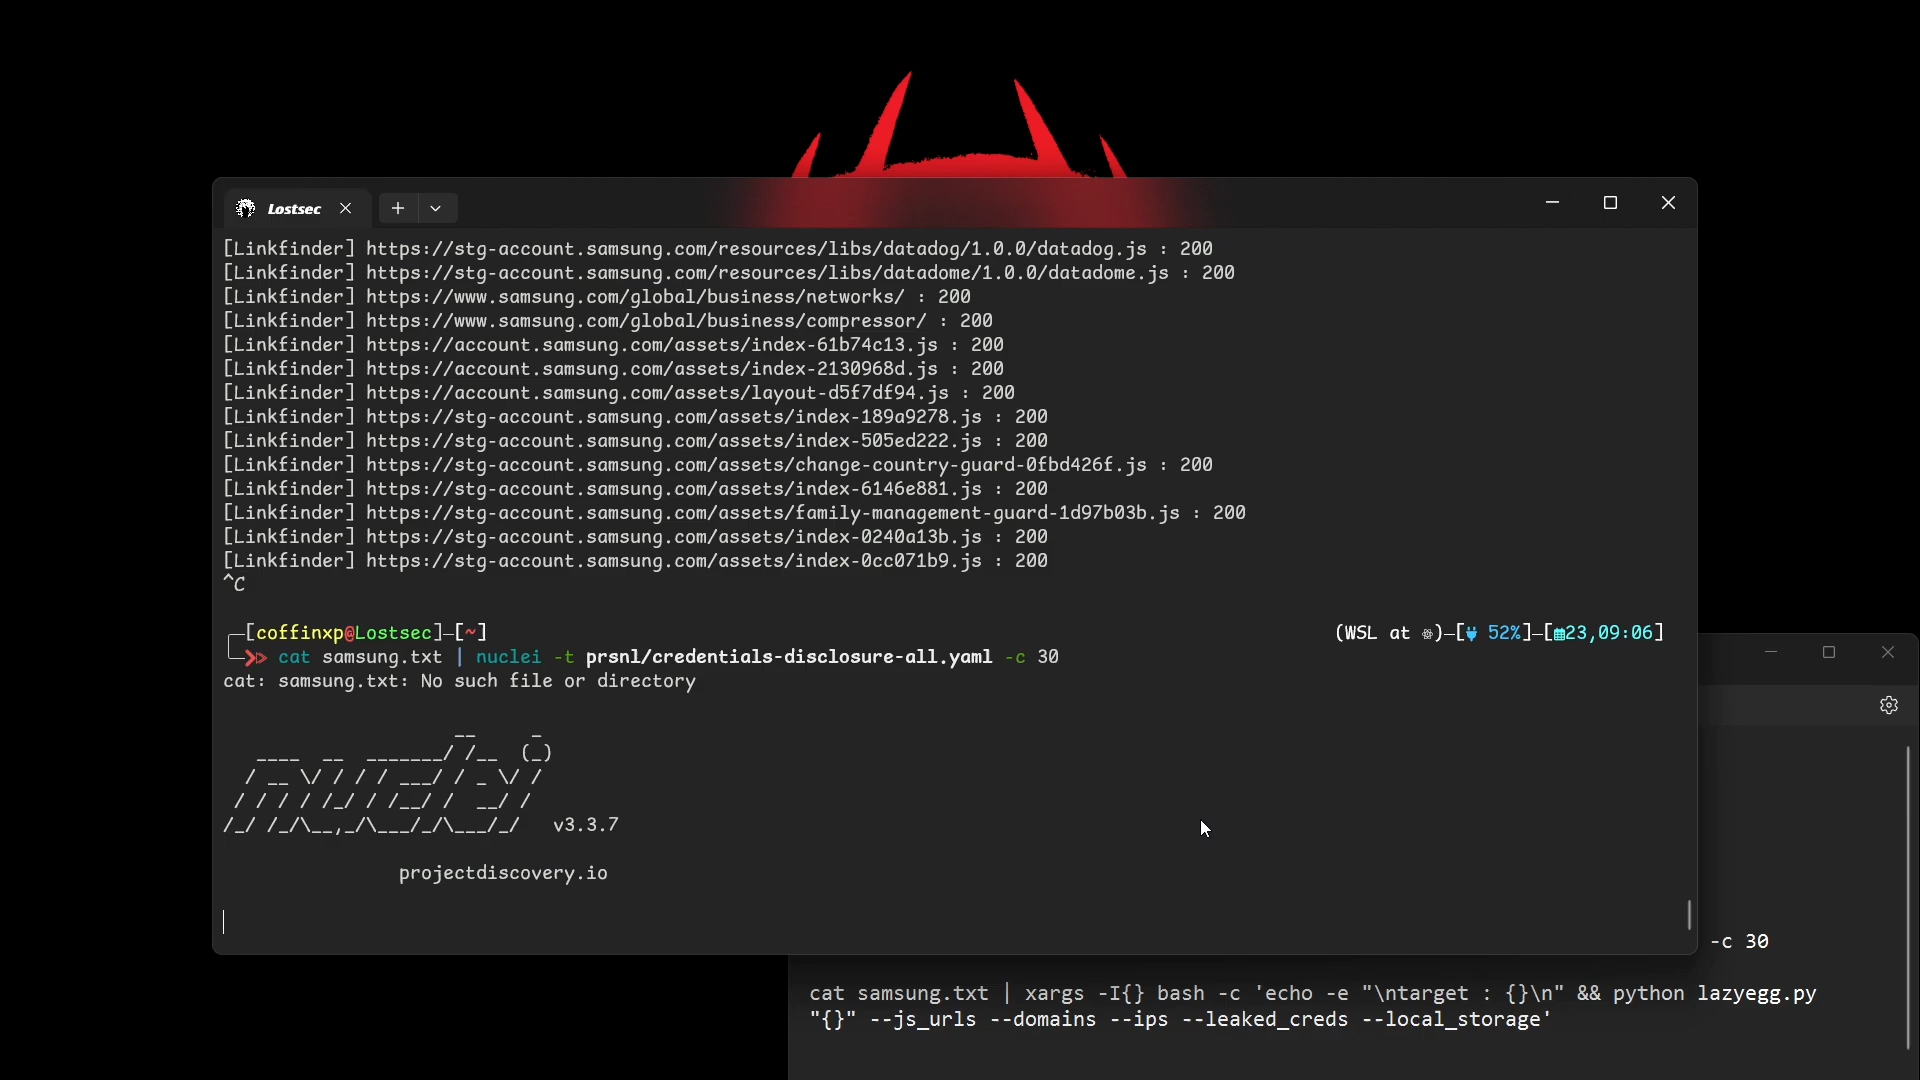 Lostsec
[Linkfinder] https://stg-account.samsung.com/resources/libs/datadog/1.0.0/datadog.js : 200
[Linkfinder] https://stg-account.samsung.com/resources/libs/datadome/1.0.0/datadome.js : 200
[Linkfinder] https://www.samsung.com/global/business/networks/ : 200
[Linkfinder] https://www.samsung.com/global/business/compressor/ : 200
[Linkfinder] https://account.samsung.com/assets/index-61b74c13.js : 200
[Linkfinder] https://account.samsung.com/assets/index-2130968d.js : 200
[Linkfinder] https://account.samsung.com/assets/layout-d5f7df94.js : 200
[Linkfinder] https://stg-account.samsung.com/assets/index-189a9278.js : 200
[Linkfinder] https://stg-account.samsung.com/assets/index-505ed222.js : 200
[Linkfinder] https://stg-account.samsung.com/assets/change-country-guard-0fbd426f.js : 200
[Linkfinder] https://stg-account.samsung.com/assets/index-6146e881.js : 200
[Linkfinder] https://stg-account.samsung.com/assets/family-management-guard-1d97b03b.js : 200
[Linkfinder] https://stg-account.samsung.com/assets/index-0240a13b.js : 200
[Linkfinder] https://stg-account.samsung.com/assets/index-0cc071b9.js : 200
^C
[coffinxp@Lostsec]-[~] (WSL at )-[52%]-[23,09:06]
cat samsung.txt | nuclei -t prsnl/credentials-disclosure-all.yaml -c 30
cat: samsung.txt: No such file or directory
nuclei v3.3.7
projectdiscovery.io
-c 30
cat samsung.txt | xargs -I{} bash -c 'echo -e "\ntarget : {}\n" && python lazyegg.py
"{}" --js_urls --domains --ips --leaked_creds --local_storage'